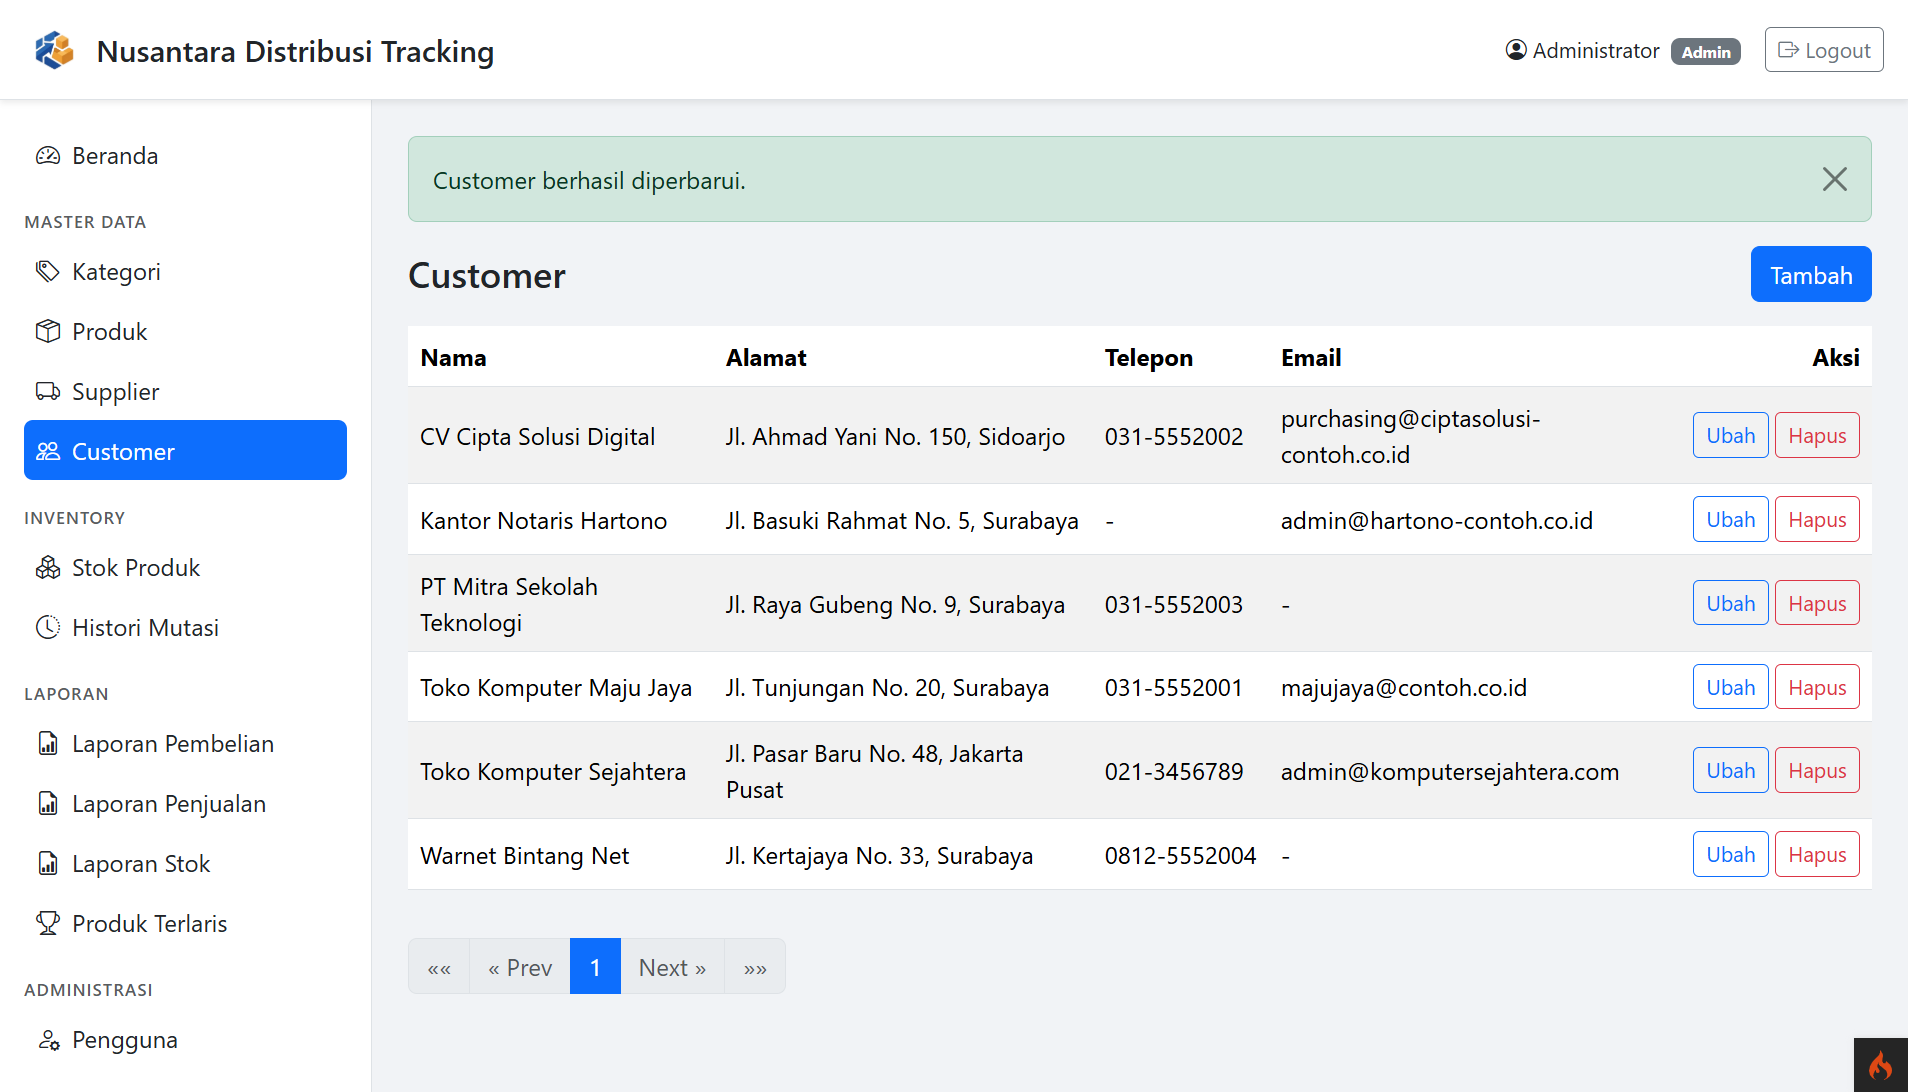 Nusantara Distribusi Tracking
Administrator Admin Logout
Beranda
MASTER DATA
Kategori
Produk
Supplier
Customer
INVENTORY
Stok Produk
Histori Mutasi
LAPORAN
Laporan Pembelian
Laporan Penjualan
Laporan Stok
Produk Terlaris
ADMINISTRASI
Pengguna
Customer berhasil diperbarui.
Customer
Tambah
Nama Alamat Telepon Email Aksi
CV Cipta Solusi Digital Jl. Ahmad Yani No. 150, Sidoarjo 031-5552002 purchasing@ciptasolusi-
contoh.co.id Ubah Hapus
Kantor Notaris Hartono Jl. Basuki Rahmat No. 5, Surabaya - admin@hartono-contoh.co.id Ubah Hapus
PT Mitra Sekolah
Teknologi Jl. Raya Gubeng No. 9, Surabaya 031-5552003 - Ubah Hapus
Toko Komputer Maju Jaya Jl. Tunjungan No. 20, Surabaya 031-5552001 majujaya@contoh.co.id Ubah Hapus
Toko Komputer Sejahtera Jl. Pasar Baru No. 48, Jakarta
Pusat 021-3456789 admin@komputersejahtera.com Ubah Hapus
Warnet Bintang Net Jl. Kertajaya No. 33, Surabaya 0812-5552004 - Ubah Hapus
«« « Prev 1 Next » »»